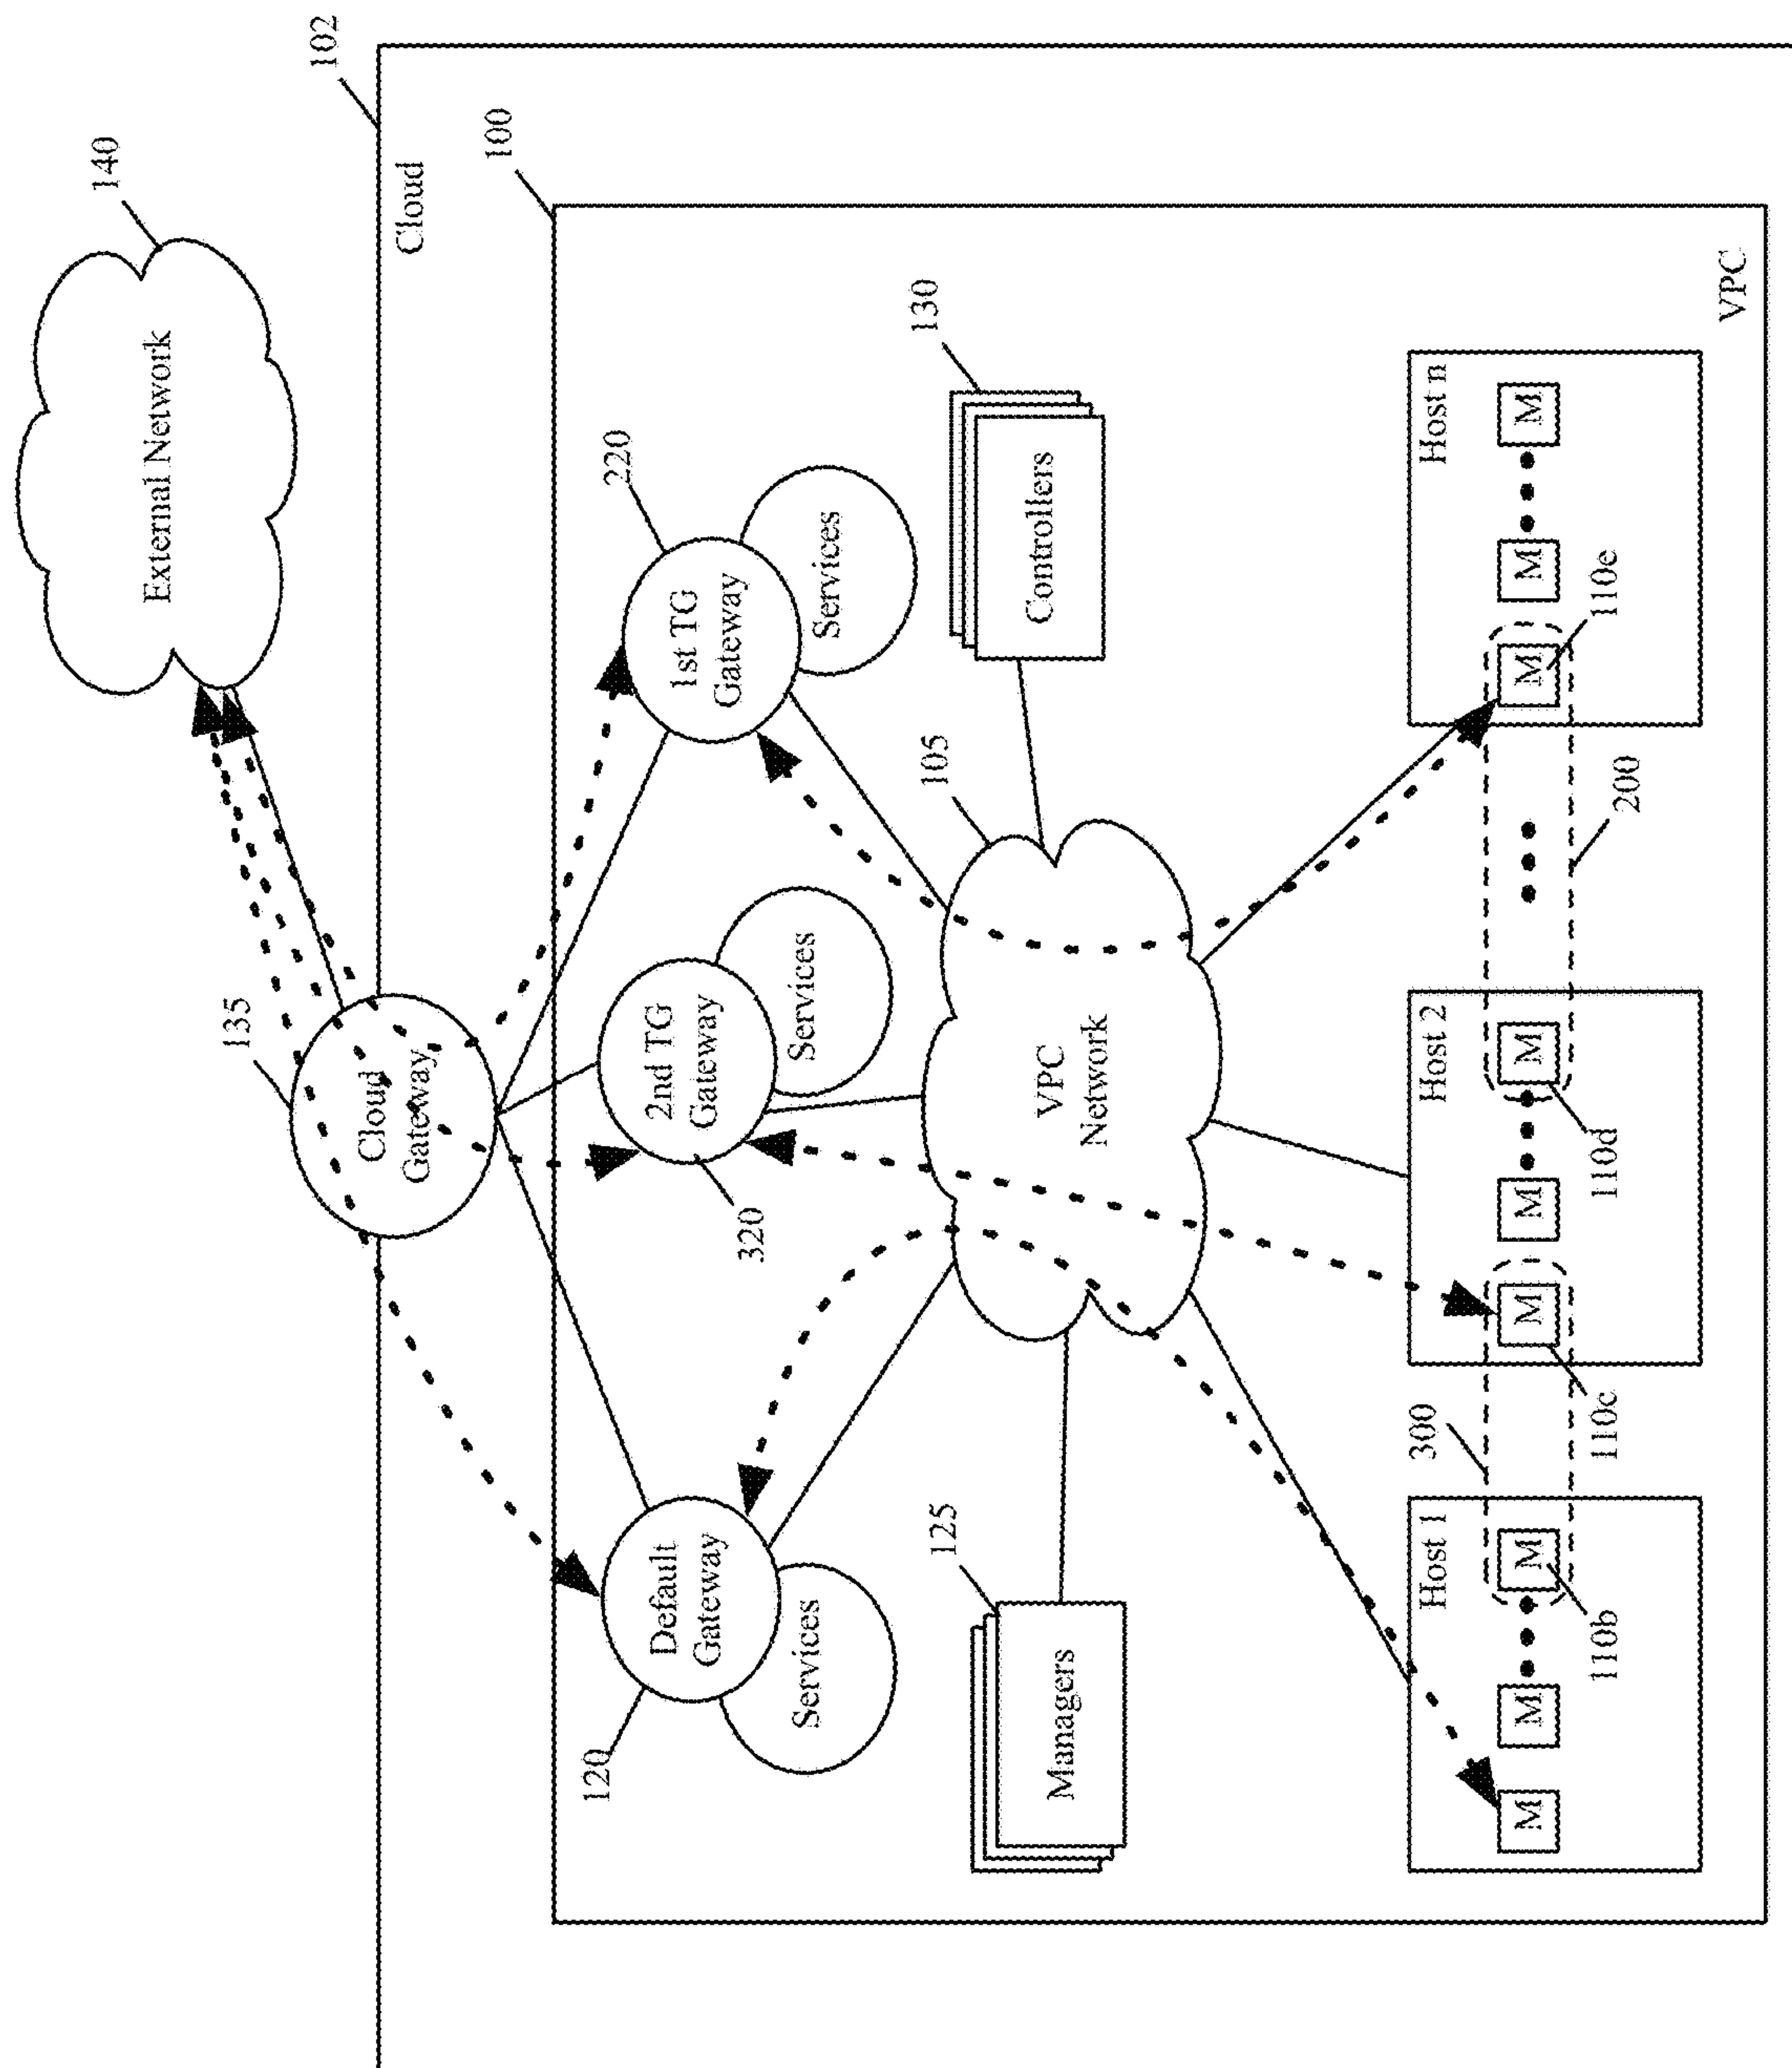 102
140
External Network
Cloud
100
135
Cloud
Gateway
220
1st TG
Gateway
Services
2nd TG
Gateway
Services
320
Default
Gateway
Services
120
130
Controllers
105
VPC
Network
125
Managers
Host 1
M
M
M
110b
300
Host 2
M
M
M
110c
110d
200
Host n
M
M
M
110e
VPC